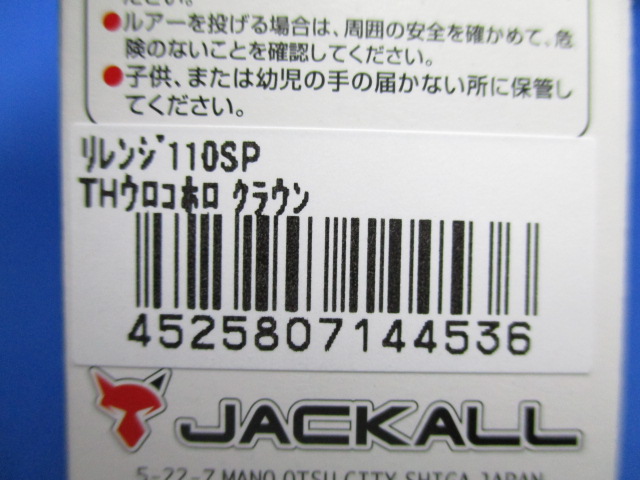 ださい。
●ルアーを投げる場合は、周囲の安全を確かめて、危
険のないことを確認してください。
●子供、または幼児の手の届かない所に保管し
てください。
ﾘﾚﾝｼﾞ110SP
THｳﾛｺﾎﾛ ｸﾗｳﾝ
4525807144536
JACKALL
5-22-7 MANO OTSU CITY SHIGA JAPAN